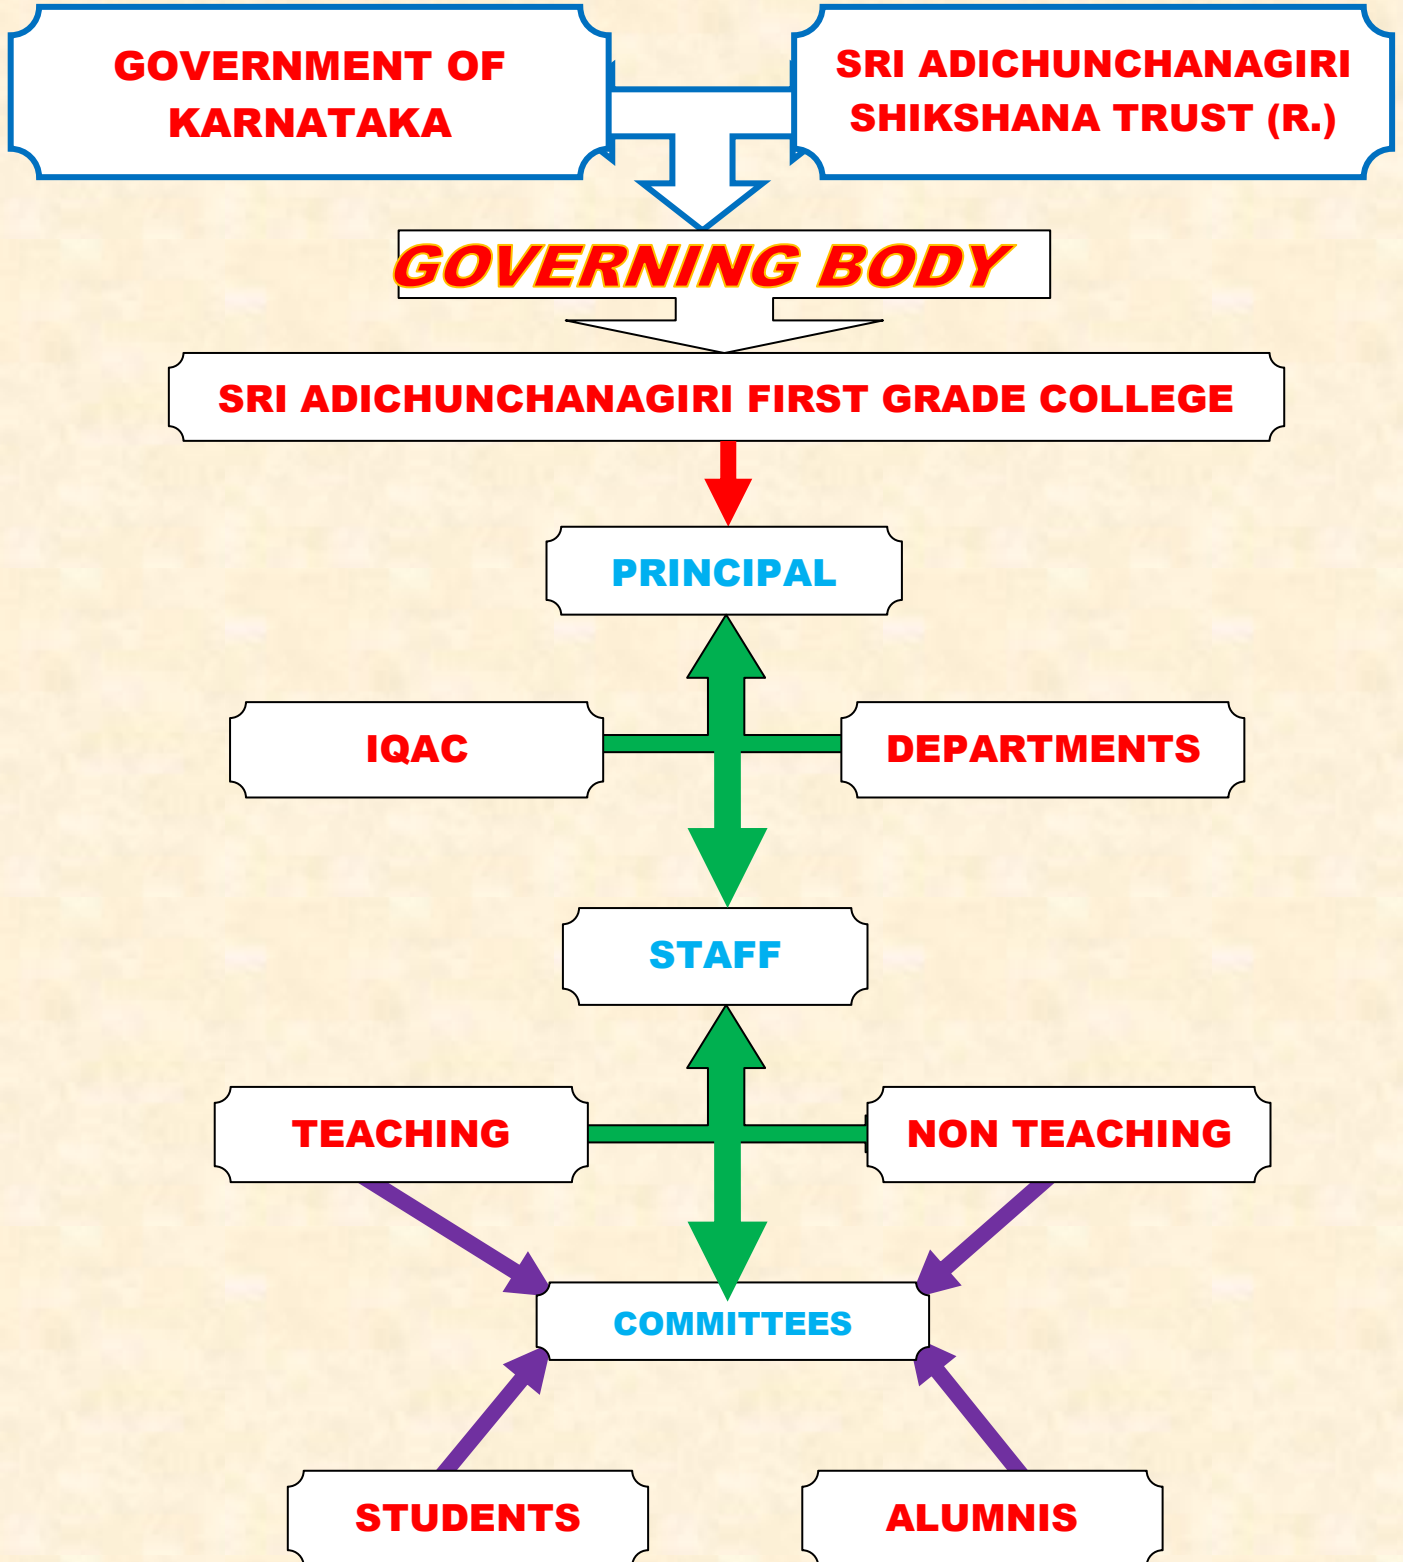 GOVERNMENT OF
KARNATAKA
SRI ADICHUNCHANAGIRI
SHIKSHANA TRUST (R.)
GOVERNING BODY
SRI ADICHUNCHANAGIRI FIRST GRADE COLLEGE
PRINCIPAL
IQAC
DEPARTMENTS
STAFF
TEACHING
NON TEACHING
COMMITTEES
STUDENTS
ALUMNIS